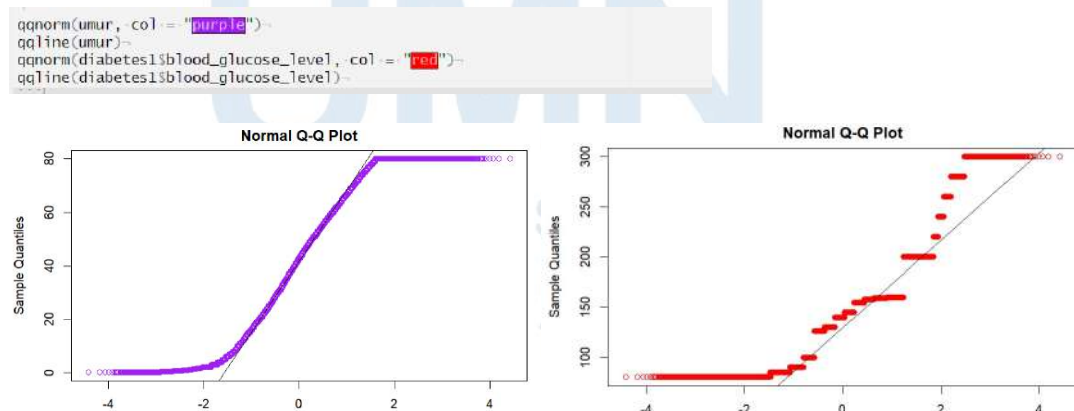 qqnorm(umur, col = "purple")
qqline(umur)
qqnorm(diabetes1$blood_glucose_level, col = "red")
qqline(diabetes1$blood_glucose_level)
UMN
Normal Q-Q Plot
Sample Quantiles
80
60
40
20
0
-4 -2 0 2 4
Normal Q-Q Plot
Sample Quantiles
300
250
200
150
100
-4 -2 0 2 4